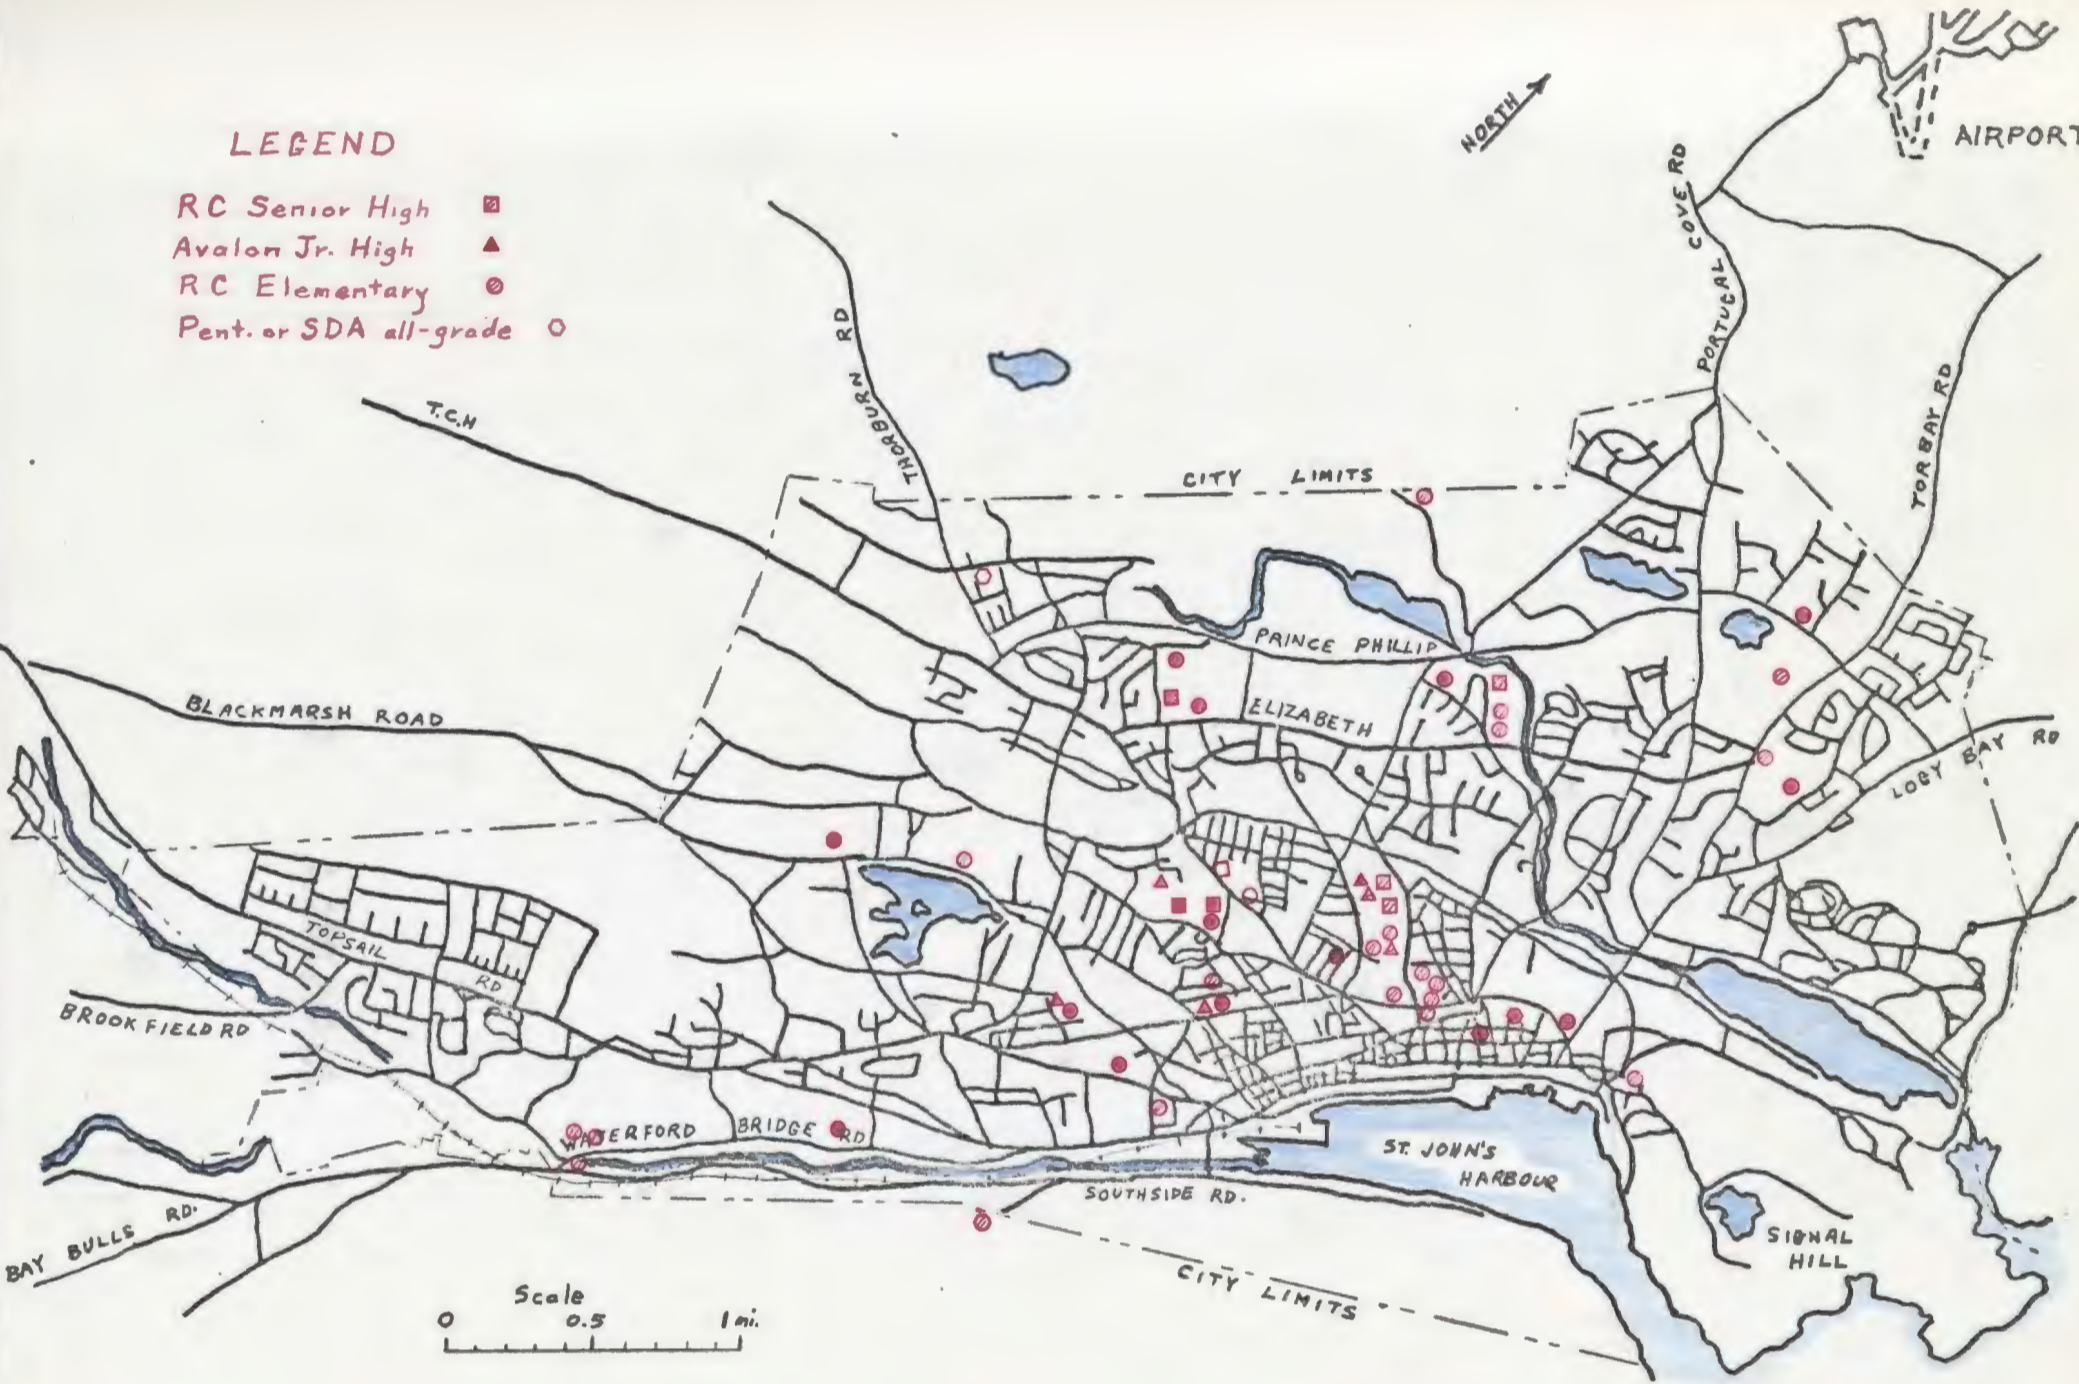 LEGEND
RC Senior High
Avalon Jr. High
RC Elementary
Pent. or SDA all-grade
NORTH
AIRPORT
PORTUGAL COVE RD
TORBAY RD
THORBURN RD
T.C.H
CITY LIMITS
PRINCE PHILLIP
ELIZABETH
BLACKMARSH ROAD
LOGY BAY RD
TOPSAIL RD
BROOKFIELD RD
WATERFORD BRIDGE RD
ST. JOHN'S
HARBOUR
SOUTHSIDE RD.
BAY BULLS RD.
SIGNAL
HILL
CITY LIMITS
Scale
0 0.5 1 mi.